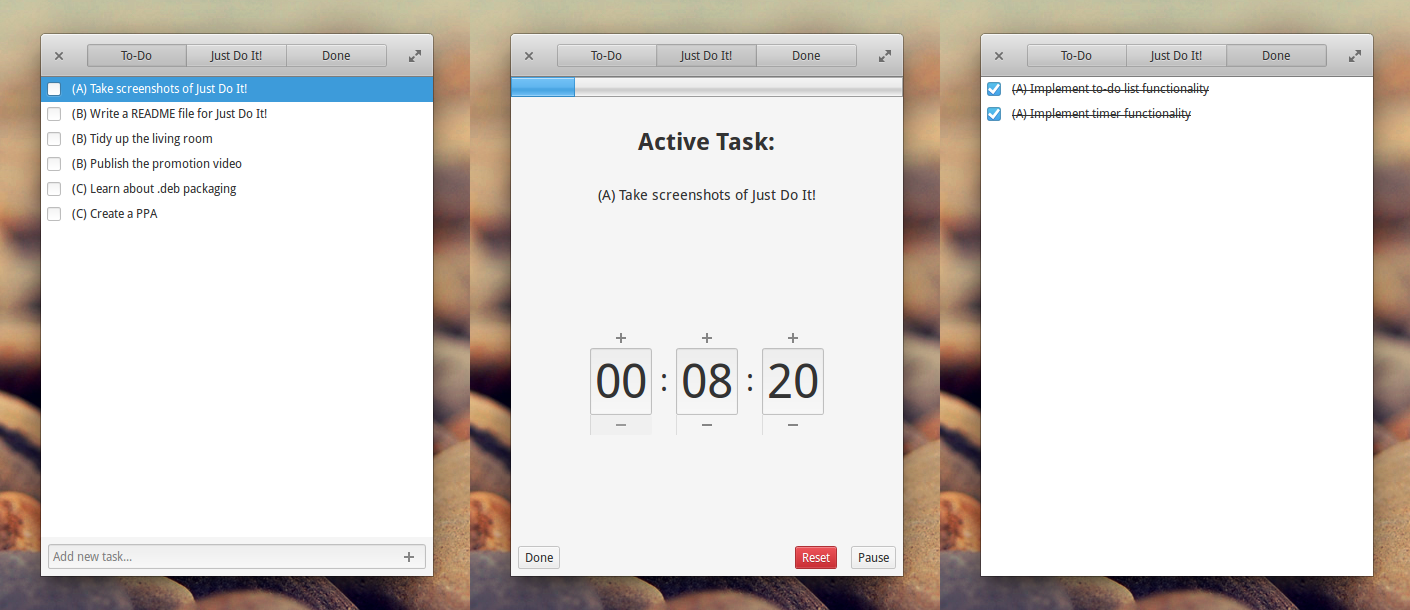 To-Do Just Do It! Done
(A) Take screenshots of Just Do It!
(B) Write a README file for Just Do It!
(B) Tidy up the living room
(B) Publish the promotion video
(C) Learn about .deb packaging
(C) Create a PPA
Add new task... +
To-Do Just Do It! Done
Active Task:
(A) Take screenshots of Just Do It!
+ + +
00 : 08 : 20
− − −
Done Reset Pause
To-Do Just Do It! Done
(A) Implement to-do list functionality
(A) Implement timer functionality